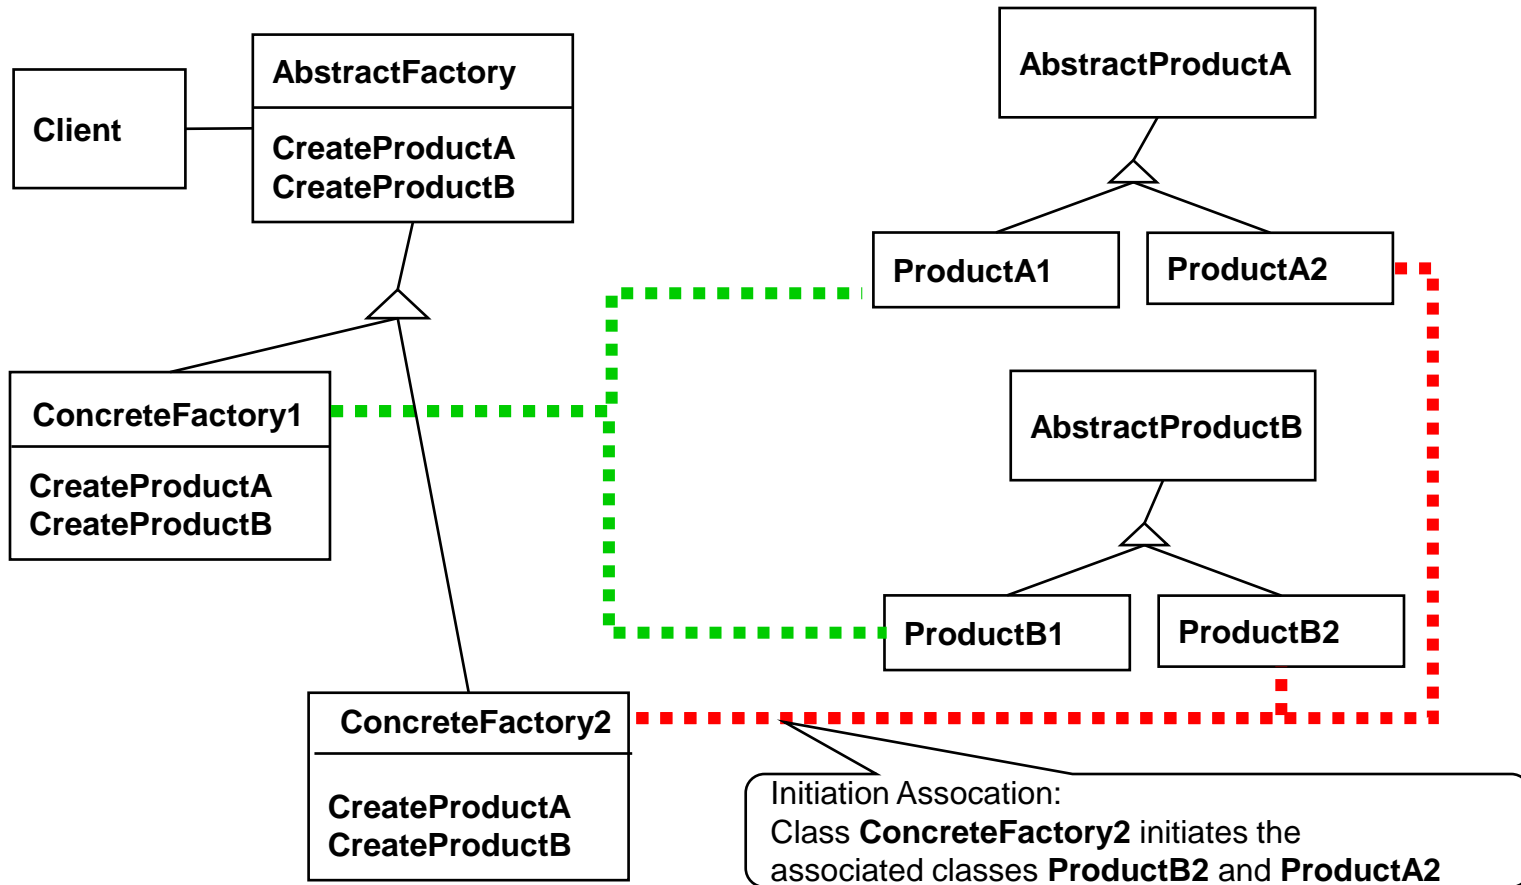 Client
AbstractFactory
CreateProductA
CreateProductB
AbstractProductA
ProductA1
ProductA2
ConcreteFactory1
CreateProductA
CreateProductB
AbstractProductB
ProductB1
ProductB2
ConcreteFactory2
CreateProductA
CreateProductB
Initiation Assocation:
Class ConcreteFactory2 initiates the
associated classes ProductB2 and ProductA2